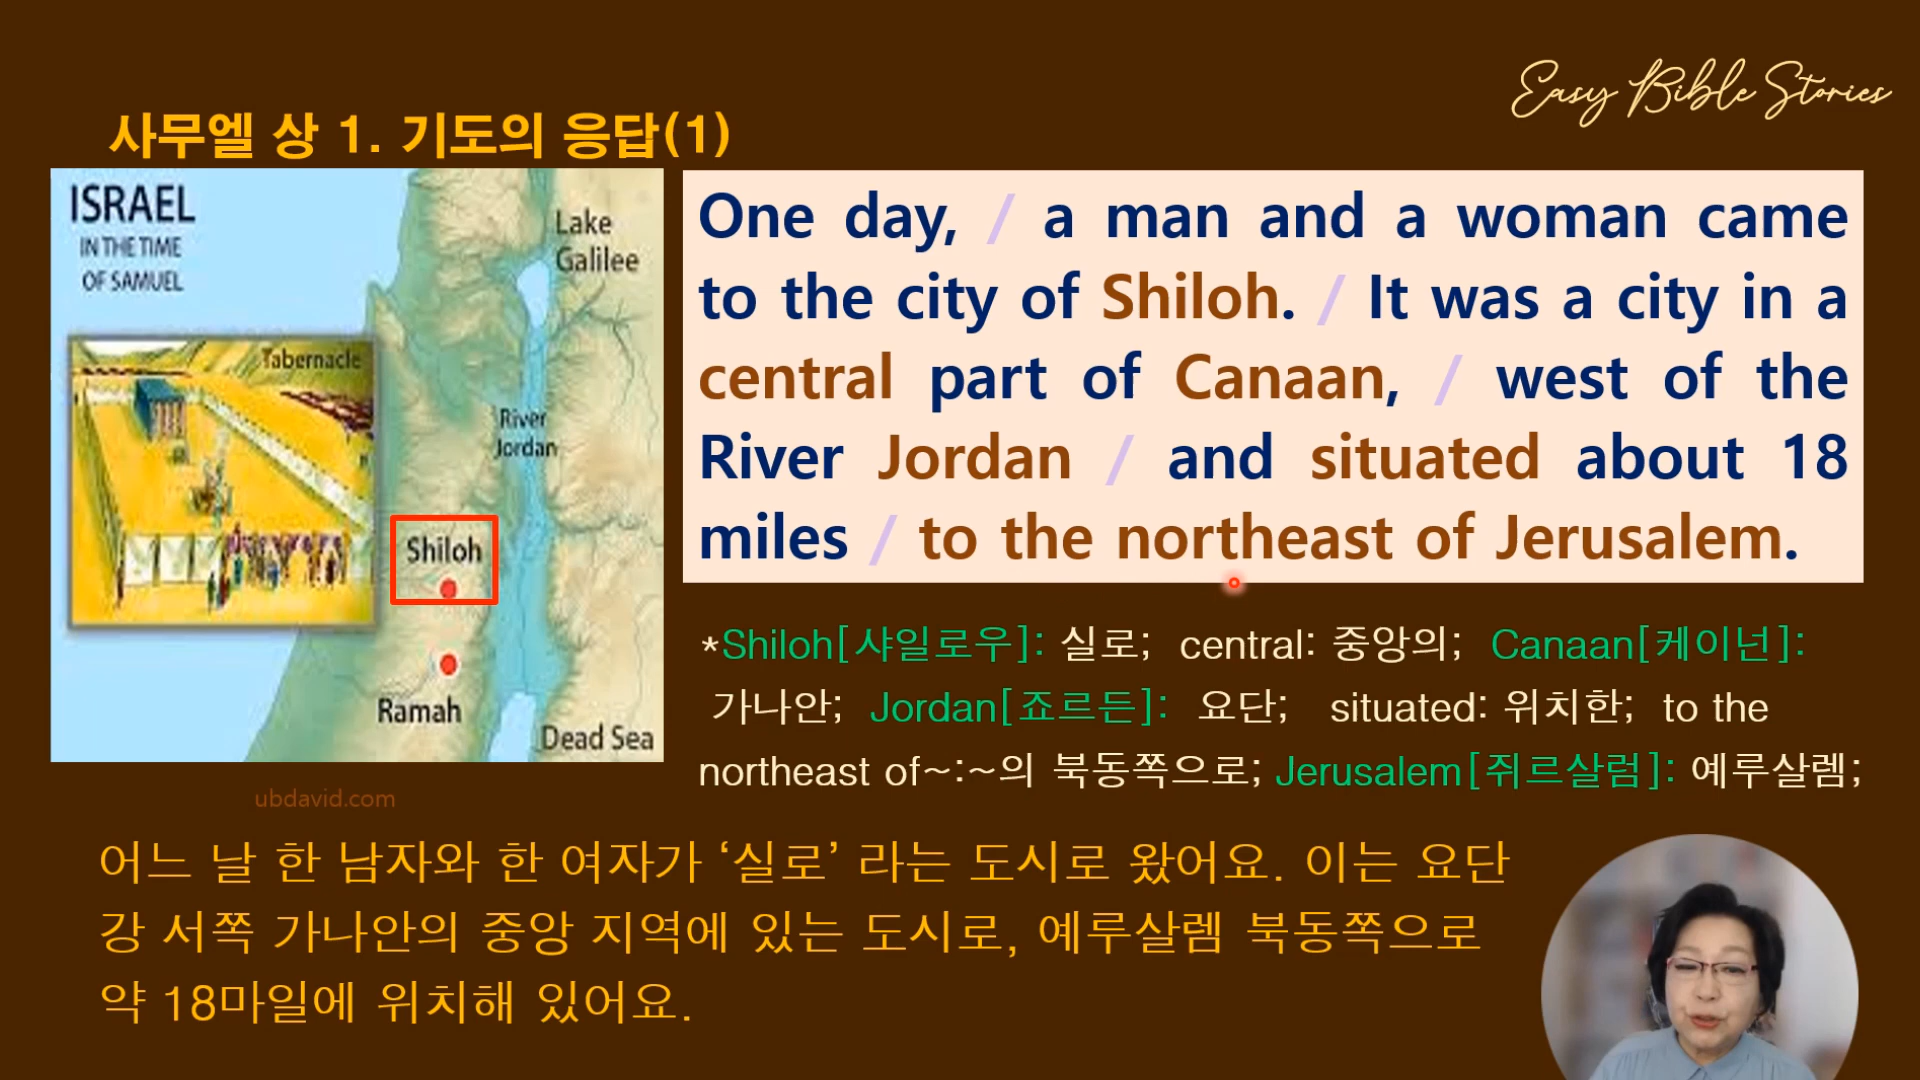 Easy Bible Stories
사무엘 상 1. 기도의 응답(1)
ISRAEL
IN THE TIME
OF SAMUEL
Lake
Galilee
Tabernacle
River
Jordan
Shiloh
Ramah
Dead Sea
One day, / a man and a woman came
to the city of Shiloh. / It was a city in a
central part of Canaan, / west of the
River Jordan / and situated about 18
miles / to the northeast of Jerusalem.
*Shiloh[샤일로우]: 실로; central: 중앙의; Canaan[케이넌]:
가나안; Jordan[죠르든]: 요단; situated: 위치한; to the
northeast of~:~의 북동쪽으로; Jerusalem[쥐르살럼]: 예루살렘;
ubdavid.com
어느 날 한 남자와 한 여자가 ‘실로’ 라는 도시로 왔어요. 이는 요단
강 서쪽 가나안의 중앙 지역에 있는 도시로, 예루살렘 북동쪽으로
약 18마일에 위치해 있어요.